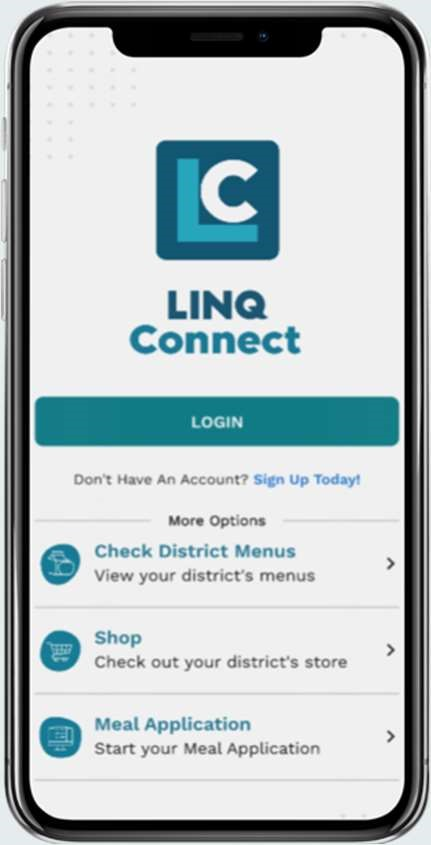 LC
LINQ
Connect
LOGIN
Don't Have An Account? Sign Up Today!
More Options
Check District Menus
View your district's menus
Shop
Check out your district's store
Meal Application
Start your Meal Application